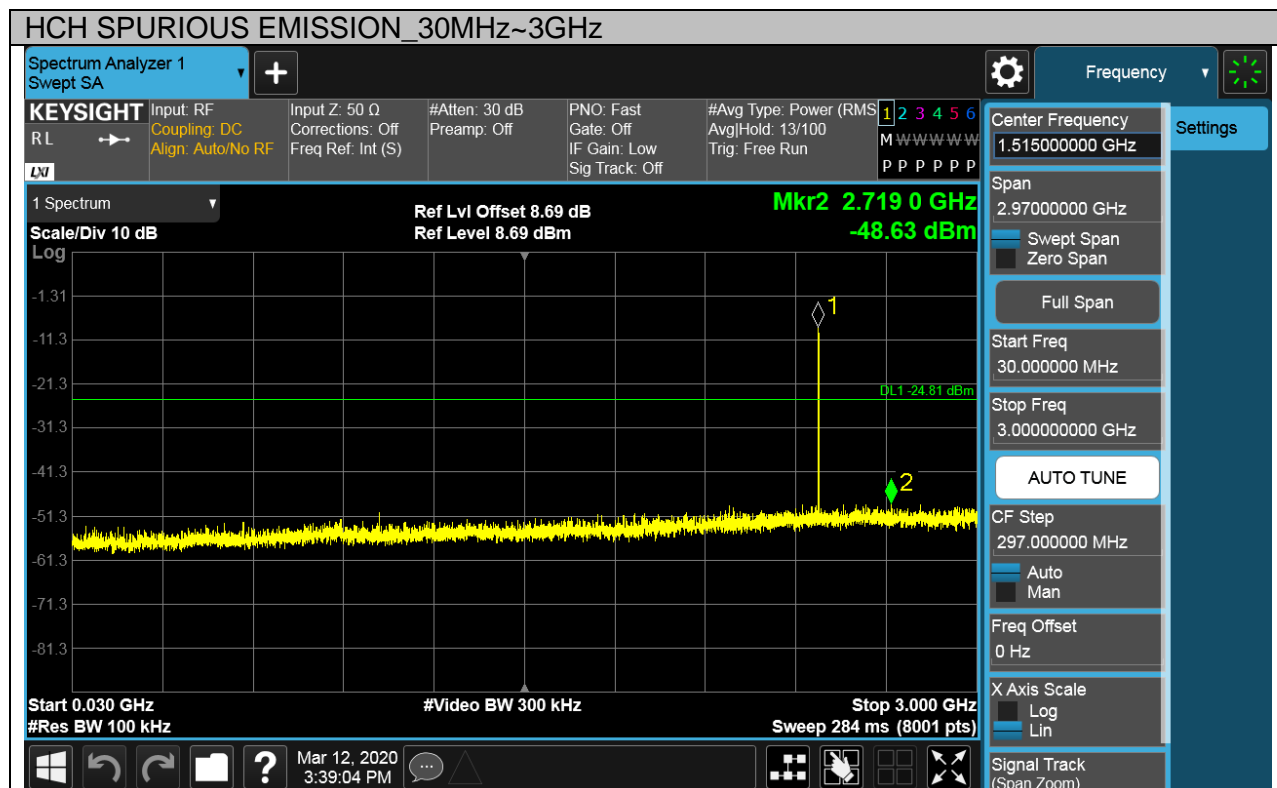 HCH SPURIOUS EMISSION_30MHz~3GHz
Spectrum Analyzer 1
Swept SA
+
Frequency
KEYSIGHT
RL
LXI
Input: RF
Coupling: DC
Align: Auto/No RF
Input Z: 50 Ω
Corrections: Off
Freq Ref: Int (S)
#Atten: 30 dB
Preamp: Off
PNO: Fast
Gate: Off
IF Gain: Low
Sig Track: Off
#Avg Type: Power (RMS
Avg|Hold: 13/100
Trig: Free Run
1 2 3 4 5 6
M W W W W W
P P P P P P
1 Spectrum
Scale/Div 10 dB
Ref Lvl Offset 8.69 dB
Ref Level 8.69 dBm
Mkr2 2.719 0 GHz
-48.63 dBm
Log
-1.31
-11.3
-21.3
-31.3
-41.3
-51.3
-61.3
-71.3
-81.3
1
DL1 -24.81 dBm
2
Start 0.030 GHz
#Res BW 100 kHz
#Video BW 300 kHz
Stop 3.000 GHz
Sweep 284 ms (8001 pts)
?
Mar 12, 2020
3:39:04 PM
Center Frequency
1.515000000 GHz
Settings
Span
2.97000000 GHz
Swept Span
Zero Span
Full Span
Start Freq
30.000000 MHz
Stop Freq
3.000000000 GHz
AUTO TUNE
CF Step
297.000000 MHz
Auto
Man
Freq Offset
0 Hz
X Axis Scale
Log
Lin
Signal Track
(Span Zoom)